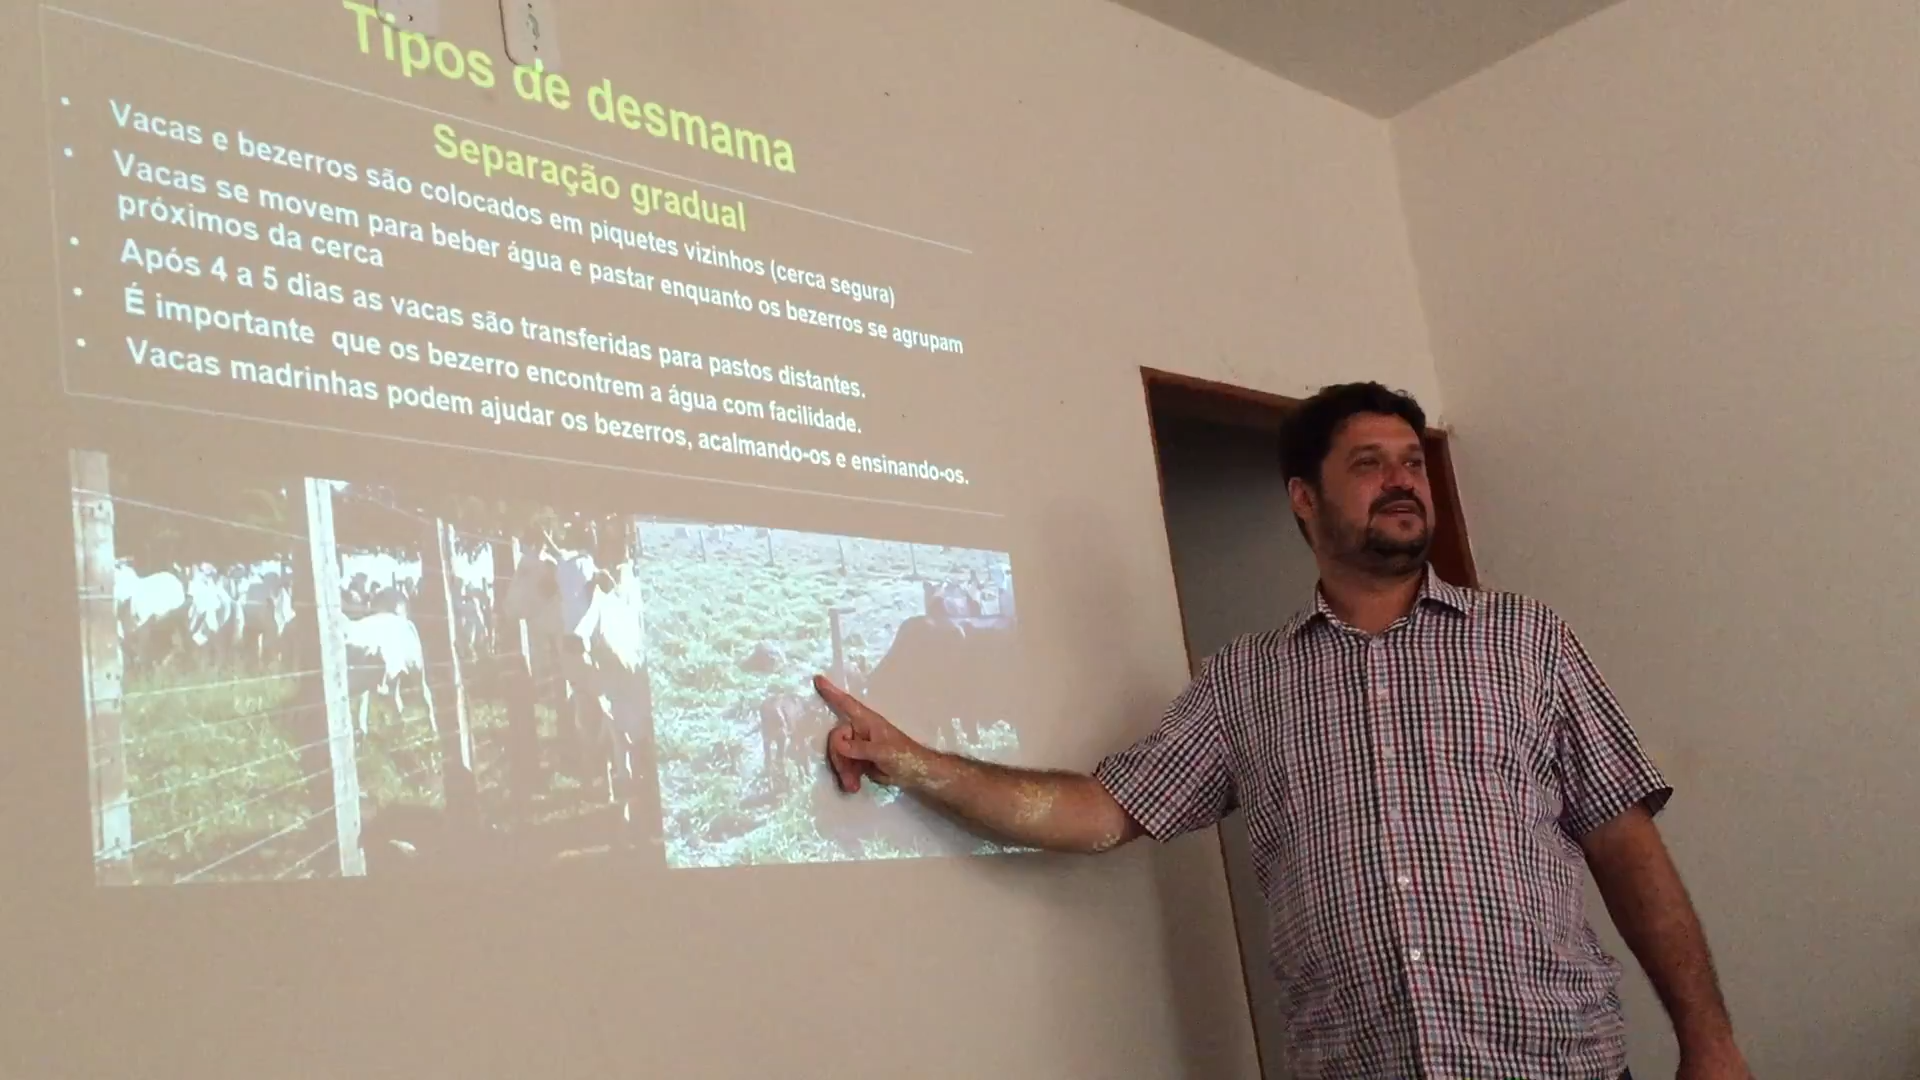 Tipos de desmama
Separação gradual
• Vacas e bezerros são colocados em piquetes vizinhos (cerca segura)
• Vacas se movem para beber água e pastar enquanto os bezerros se agrupam
próximos da cerca
• Após 4 a 5 dias as vacas são transferidas para pastos distantes.
• É importante que os bezerro encontrem a água com facilidade.
• Vacas madrinhas podem ajudar os bezerros, acalmando-os e ensinando-os.